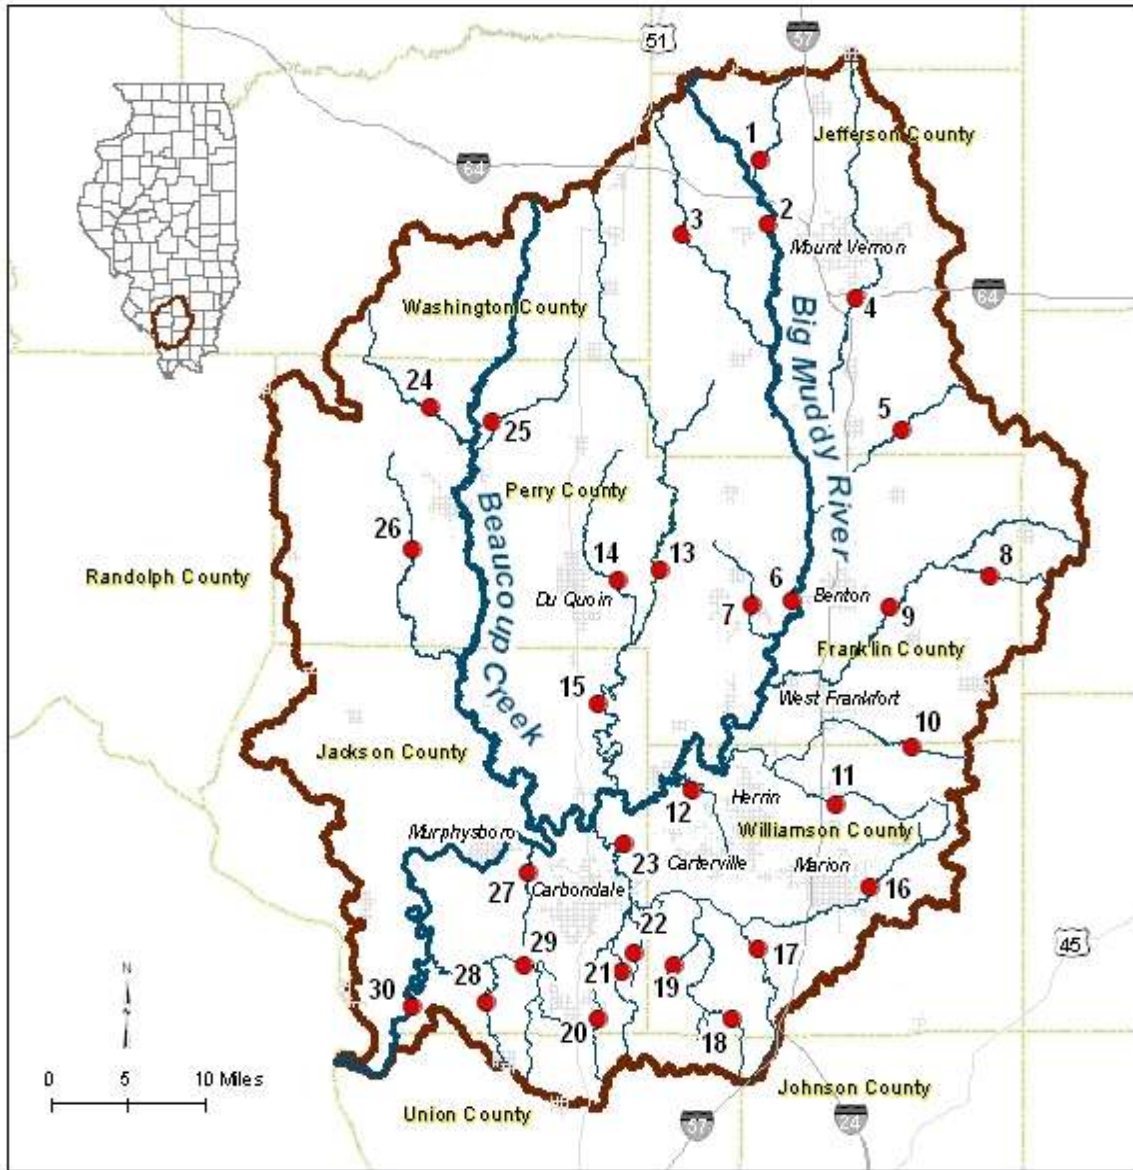 51
57
Jefferson County
1
64
2
3
Mount Vernon
4
64
Washington County
Big Muddy River
24
25
5
Perry County
Beaucoup Creek
26
14
13
8
Randolph County
Du Quoin
7
6
Benton
9
Franklin County
15
West Frankfort
10
Jackson County
11
12
Herrin
Murphysboro
Williamson County
23
Carterville
Marion
27
Carbondale
16
22
29
17
45
21
19
N
28
30
20
18
0 5 10 Miles
Johnson County
Union County
57
24